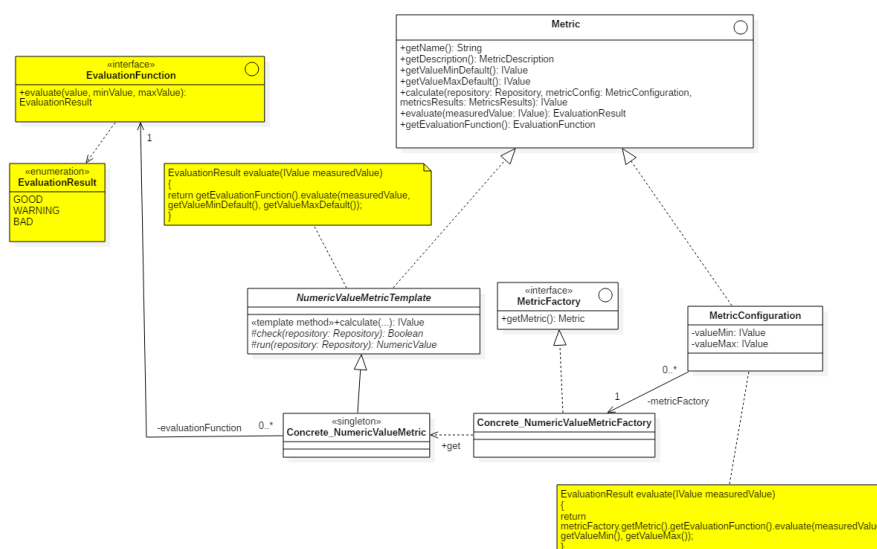 Metric
+getName(): String
+getDescription(): MetricDescription
+getValueMinDefault(): IValue
+getValueMaxDefault(): IValue
+calculate(repository: Repository, metricConfig: MetricConfiguration,
metricsResults: MetricsResults): IValue
+evaluate(measuredValue: IValue): EvaluationResult
+getEvaluationFunction(): EvaluationFunction
«interface»
EvaluationFunction
+evaluate(value, minValue, maxValue):
EvaluationResult
1
«enumeration»
EvaluationResult
GOOD
WARNING
BAD
EvaluationResult evaluate(IValue measuredValue)
{
return getEvaluationFunction().evaluate(measuredValue,
getValueMinDefault(), getValueMaxDefault());
}
NumericValueMetricTemplate
«template method»+calculate(...): IValue
#check(repository: Repository): Boolean
#run(repository: Repository): NumericValue
«interface»
MetricFactory
+getMetric(): Metric
MetricConfiguration
-valueMin: IValue
-valueMax: IValue
0..*
1
-metricFactory
-evaluationFunction
0..*
«singleton»
Concrete_NumericValueMetric
+get
Concrete_NumericValueMetricFactory
EvaluationResult evaluate(IValue measuredValue)
{
return
metricFactory.getMetric().getEvaluationFunction().evaluate(measuredValu
getValueMin(), getValueMax());
}